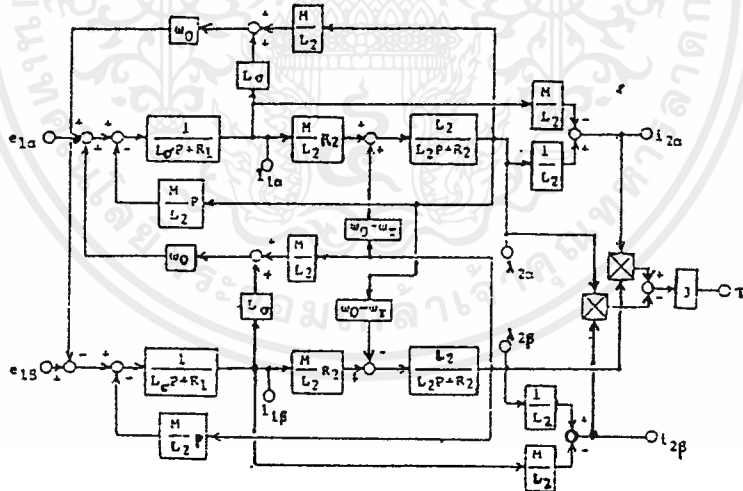 ω₀
M/L₂
Lσ
e₁α
1/(LσP+R₁)
M/L₂ R₂
L₂/(L₂P+R₂)
M/L₂
1/L₂
i₂α
i₁α
M/L₂ P
ω₀-ωr
ω₀
M/L₂
λ₂α
Lσ
ω₀-ωr
3
T
λ₂β
e₁β
1/(LσP+R₁)
M/L₂ R₂
L₂/(L₂P+R₂)
i₁β
1/L₂
M/L₂ P
M/L₂
i₂β